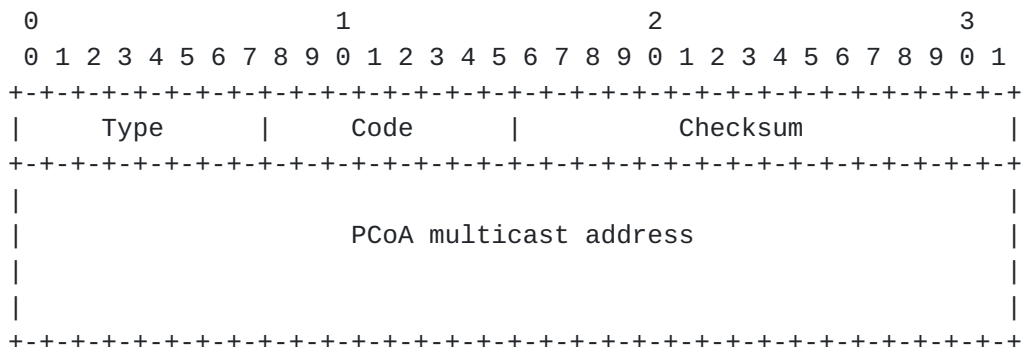 0                   1                   2                   3
0 1 2 3 4 5 6 7 8 9 0 1 2 3 4 5 6 7 8 9 0 1 2 3 4 5 6 7 8 9 0 1
+-+-+-+-+-+-+-+-+-+-+-+-+-+-+-+-+-+-+-+-+-+-+-+-+-+-+-+-+-+-+-+-+
|     Type      |     Code      |          Checksum             |
+-+-+-+-+-+-+-+-+-+-+-+-+-+-+-+-+-+-+-+-+-+-+-+-+-+-+-+-+-+-+-+-+
|                                                               |
|                     PCoA multicast address                    |
|                                                               |
|                                                               |
+-+-+-+-+-+-+-+-+-+-+-+-+-+-+-+-+-+-+-+-+-+-+-+-+-+-+-+-+-+-+-+-+